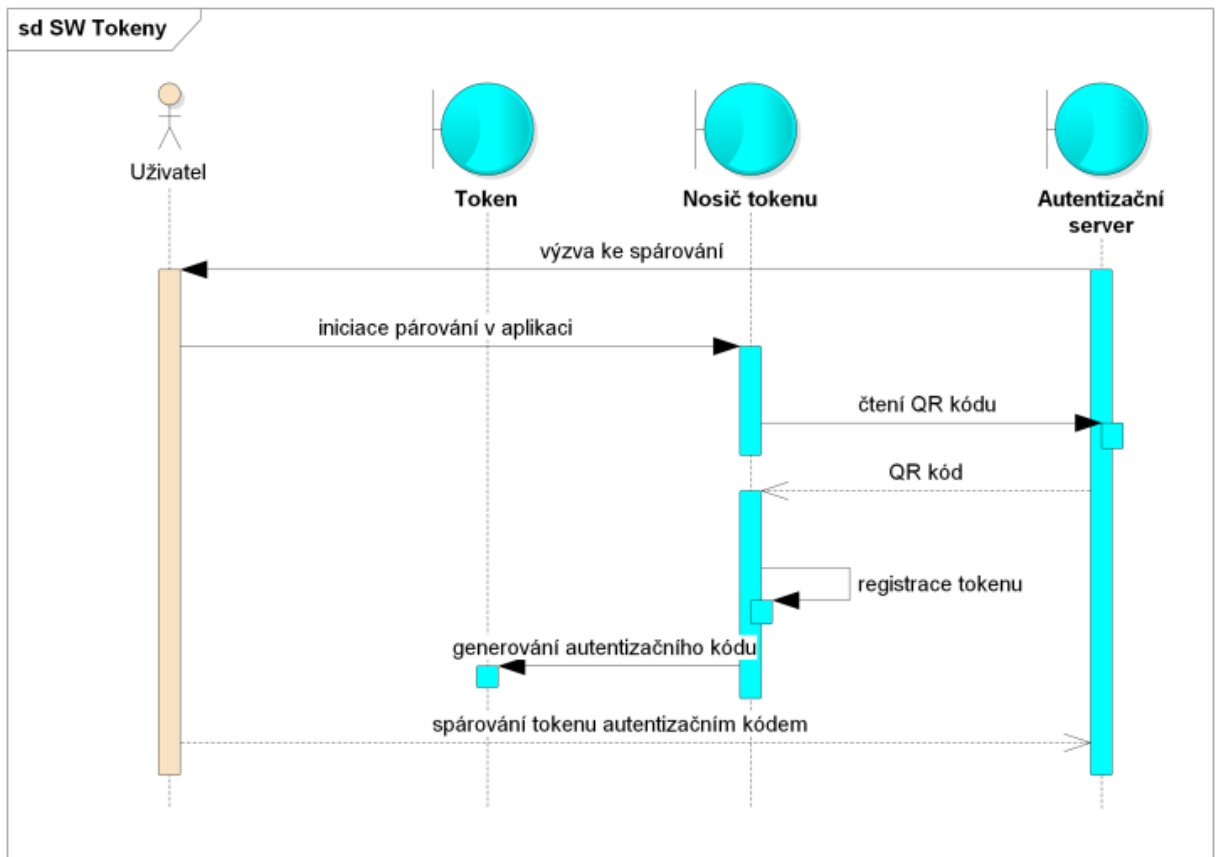 sd SW Tokeny
Uživatel
Token
Nosič tokenu
Autentizační
server
výzva ke spárování
iniciace párování v aplikaci
čtení QR kódu
QR kód
registrace tokenu
generování autentizačního kódu
spárování tokenu autentizačním kódem